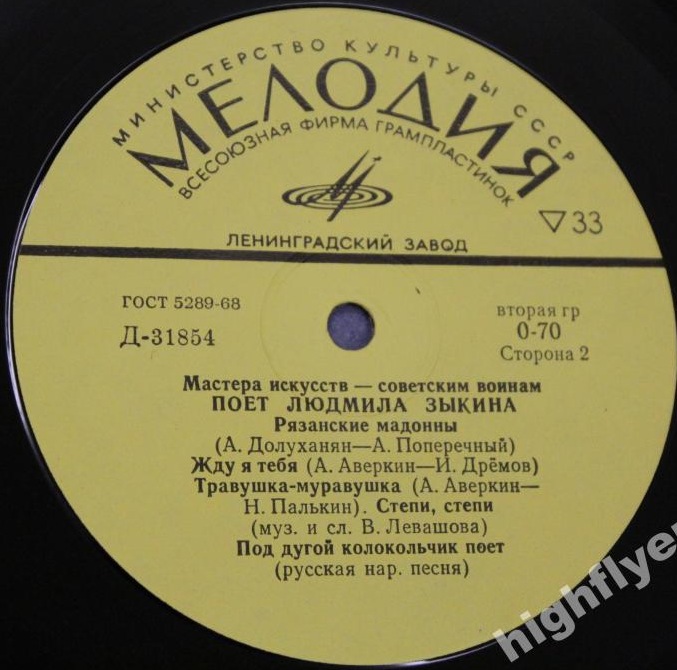 МИНИСТЕРСТВО КУЛЬТУРЫ СССР
МЕЛОДИЯ
ВСЕСОЮЗНАЯ ФИРМА ГРАМПЛАСТИНОК
▽33
ЛЕНИНГРАДСКИЙ ЗАВОД
ГОСТ 5289-68
Д-31854
вторая гр
0-70
Сторона 2
Мастера искусств — советским воинам
ПОЕТ ЛЮДМИЛА ЗЫКИНА
Рязанские мадонны
(А. Долуханян—А. Поперечный)
Жду я тебя (А. Аверкин—И. Дрёмов)
Травушка-муравушка (А. Аверкин—
Н. Палькин). Степи, степи
(муз. и сл. В. Левашова)
Под дугой колокольчик поет
(русская нар. песня)
highflyer